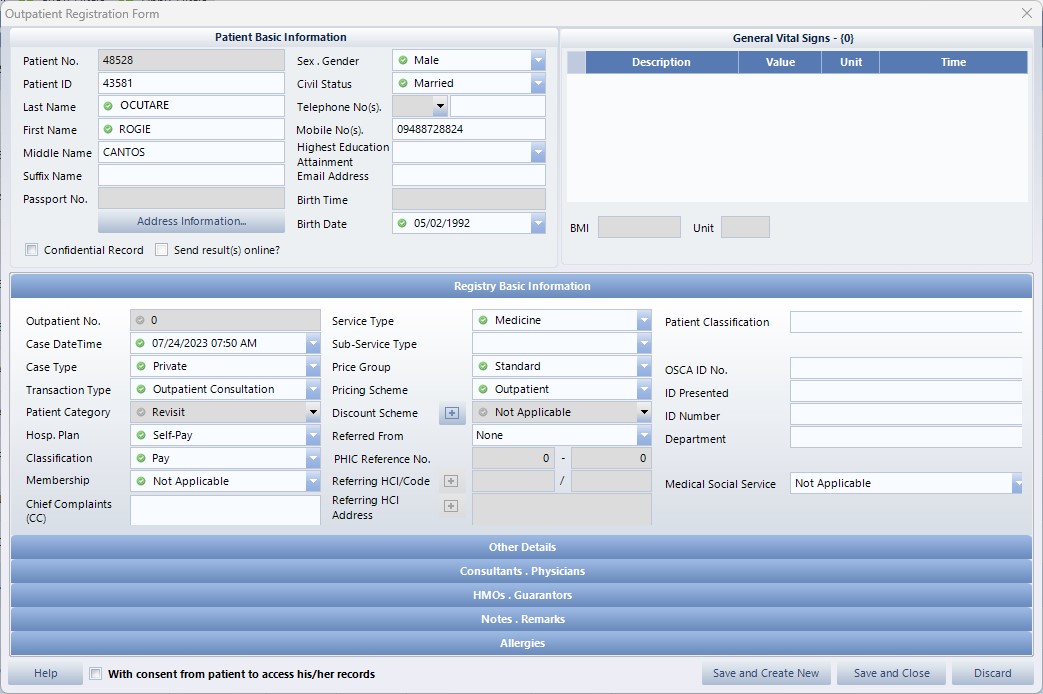 Outpatient Registration Form
Patient Basic Information
Patient No. 48528
Patient ID 43581
Last Name OCUTARE
First Name ROGIE
Middle Name CANTOS
Suffix Name
Passport No.
Address Information...
Confidential Record Send result(s) online?
Sex . Gender Male
Civil Status Married
Telephone No(s).
Mobile No(s). 09488728824
Highest Education
Attainment
Email Address
Birth Time
Birth Date 05/02/1992
General Vital Signs - {0}
Description Value Unit Time
BMI Unit
Registry Basic Information
Outpatient No. 0
Case DateTime 07/24/2023 07:50 AM
Case Type Private
Transaction Type Outpatient Consultation
Patient Category Revisit
Hosp. Plan Self-Pay
Classification Pay
Membership Not Applicable
Chief Complaints
(CC)
Service Type Medicine
Sub-Service Type
Price Group Standard
Pricing Scheme Outpatient
Discount Scheme Not Applicable
Referred From None
PHIC Reference No. 0 - 0
Referring HCI/Code /
Referring HCI
Address
Patient Classification
OSCA ID No.
ID Presented
ID Number
Department
Medical Social Service Not Applicable
Other Details
Consultants . Physicians
HMOs . Guarantors
Notes . Remarks
Allergies
Help With consent from patient to access his/her records Save and Create New Save and Close Discard